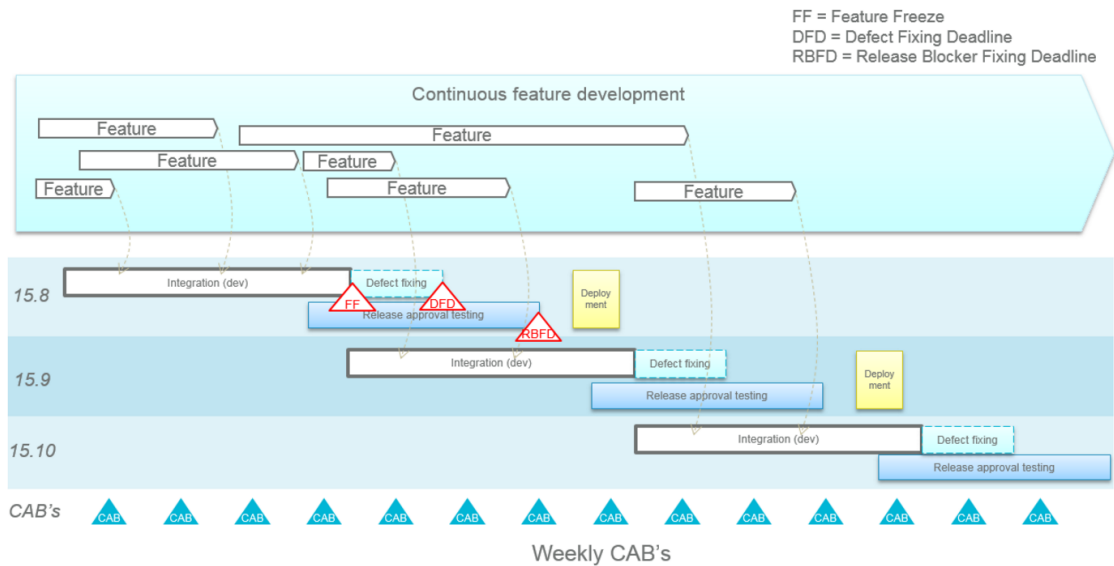 FF = Feature Freeze
DFD = Defect Fixing Deadline
RBFD = Release Blocker Fixing Deadline
Continuous feature development
Feature
Feature
Feature
Feature
Feature
Feature
Feature
15.8
Integration (dev)
Defect fixing
FF
DFD
Release approval testing
RBFD
Deploy
ment
15.9
Integration (dev)
Defect fixing
Release approval testing
Deploy
ment
15.10
Integration (dev)
Defect fixing
Release approval testing
CAB's
CAB CAB CAB CAB CAB CAB CAB CAB CAB CAB CAB CAB CAB CAB
Weekly CAB's